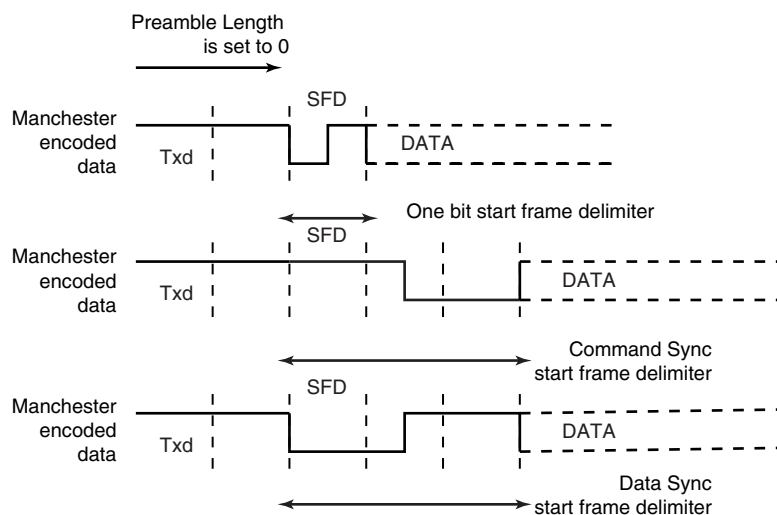 Preamble Length
is set to 0
SFD
Manchester
encoded
data
Txd
DATA
One bit start frame delimiter
SFD
Manchester
encoded
data
Txd
DATA
Command Sync
start frame delimiter
SFD
Manchester
encoded
data
Txd
DATA
Data Sync
start frame delimiter